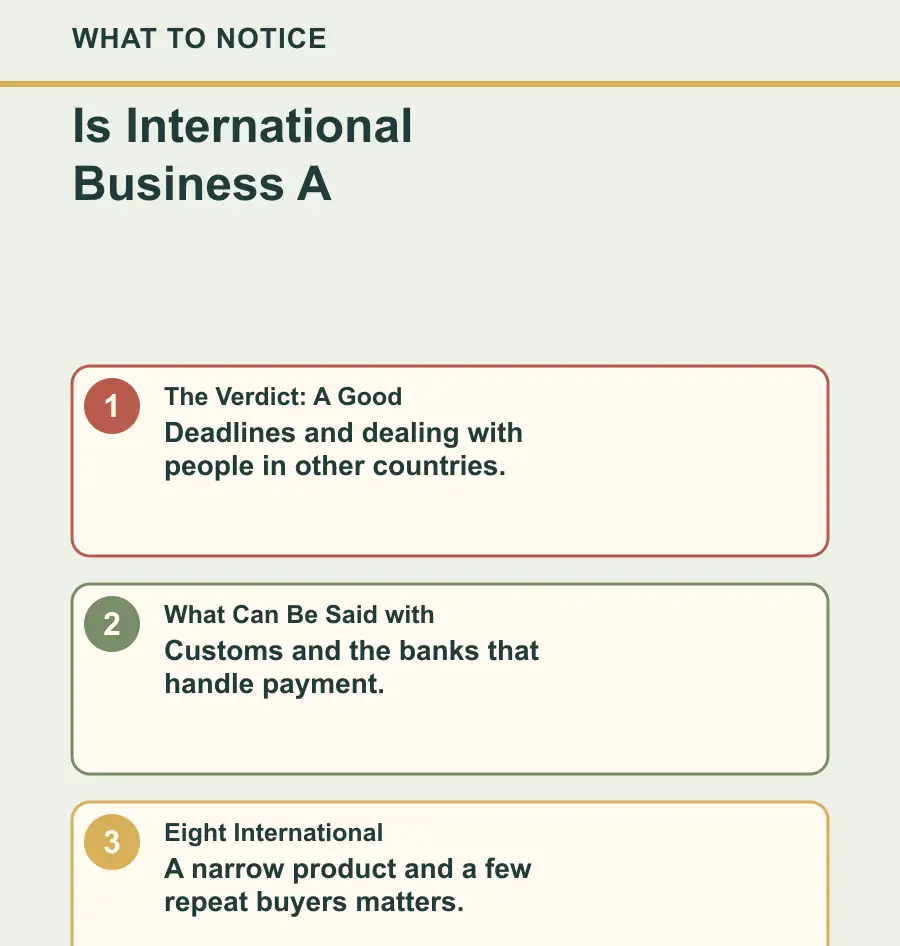 WHAT TO NOTICE
Is International
Business A
1
The Verdict: A Good
Deadlines and dealing with
people in other countries.
2
What Can Be Said with
Customs and the banks that
handle payment.
3
Eight International
A narrow product and a few
repeat buyers matters.